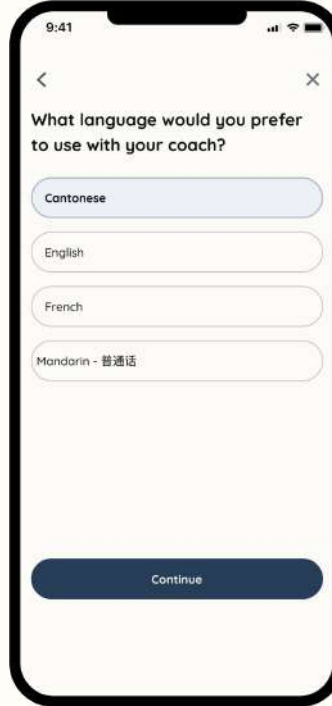 9:41
What language would you prefer
to use with your coach?
Cantonese
English
French
Mandarin - 普通话
Continue